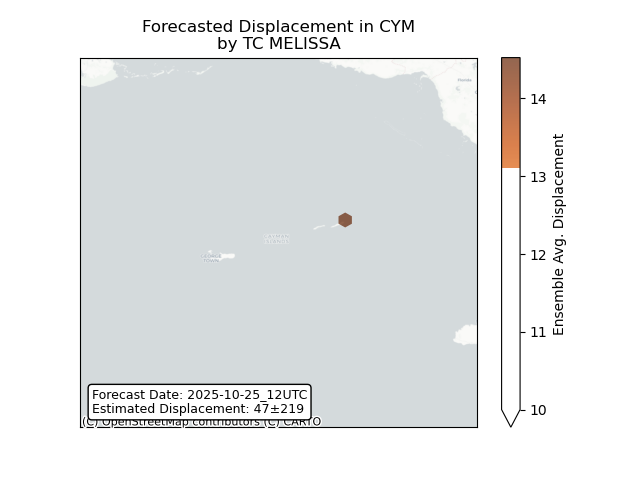 Forecasted Displacement in CYM
by TC MELISSA
14
13
12
11
10
Ensemble Avg. Displacement
Forecast Date: 2025-10-25_12UTC
Estimated Displacement: 47±219
(C) OpenStreetMap contributors (C) CARTO